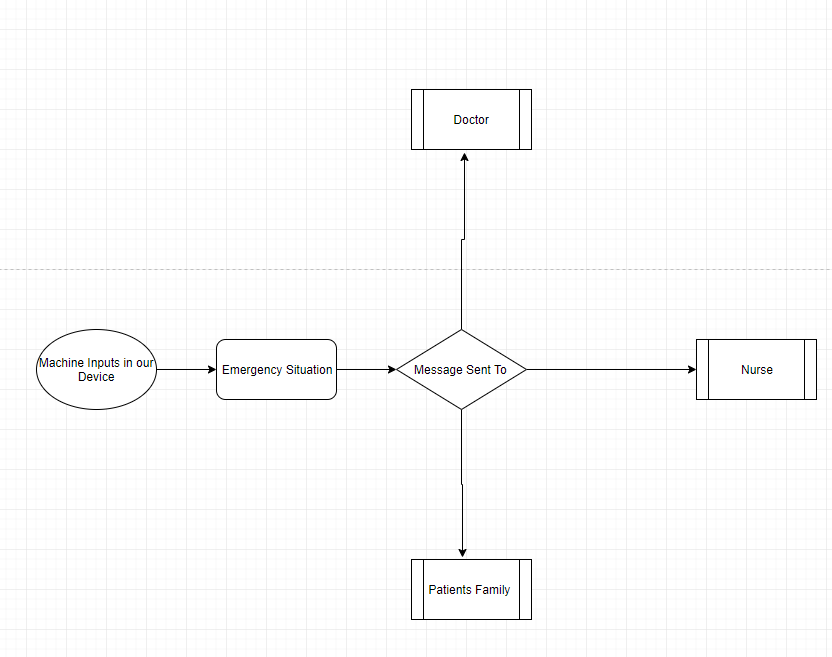 Doctor
Machine Inputs in our
Device
Emergency Situation
Message Sent To
Nurse
Patients Family